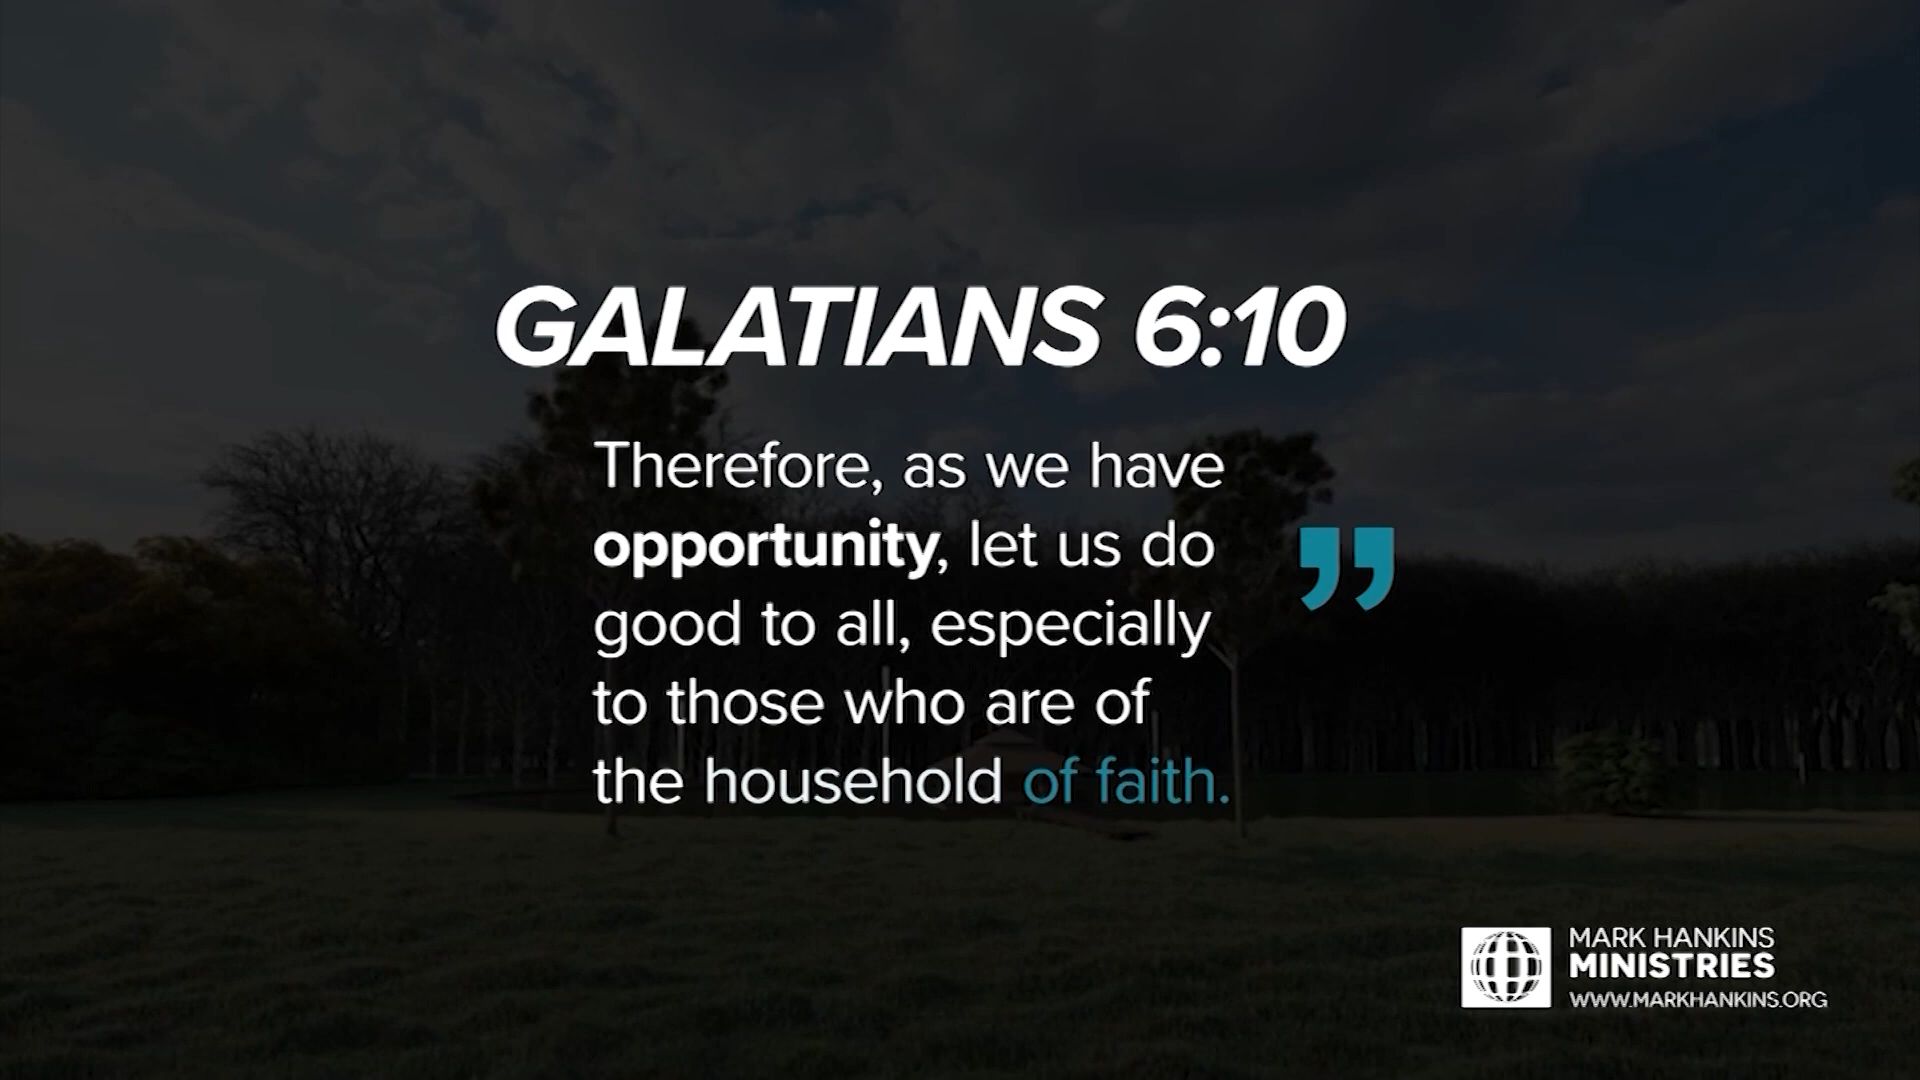 GALATIANS 6:10
Therefore, as we have
opportunity, let us do
good to all, especially
to those who are of
the household of faith.
”
MARK HANKINS
MINISTRIES
WWW.MARKHANKINS.ORG